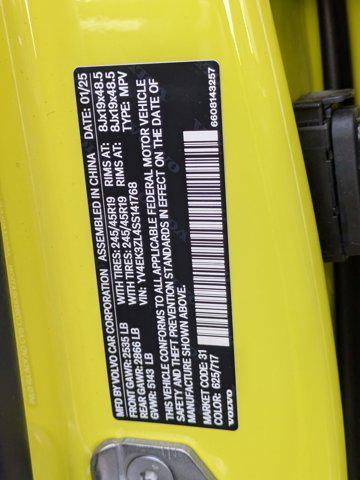 MFD BY VOLVO CAR CORPORATION ASSEMBLED IN CHINA DATE: 01/25
FRONT GAWR: 2535 LB WITH TIRES: 245/45R19 RIMS AT: 8Jx19x48.5
REAR GAWR: 2866 LB WITH TIRES: 245/45R19 RIMS AT: 8Jx19x48.5
GVWR: 5143 LB VIN: YV4EK3ZL4SS141768 TYPE: MPV
THIS VEHICLE CONFORMS TO ALL APPLICABLE FEDERAL MOTOR VEHICLE
SAFETY AND THEFT PREVENTION STANDARDS IN EFFECT ON THE DATE OF
MANUFACTURE SHOWN ABOVE.
6608143257
MARKET CODE: 31
COLOR: 625/717
VOLVO